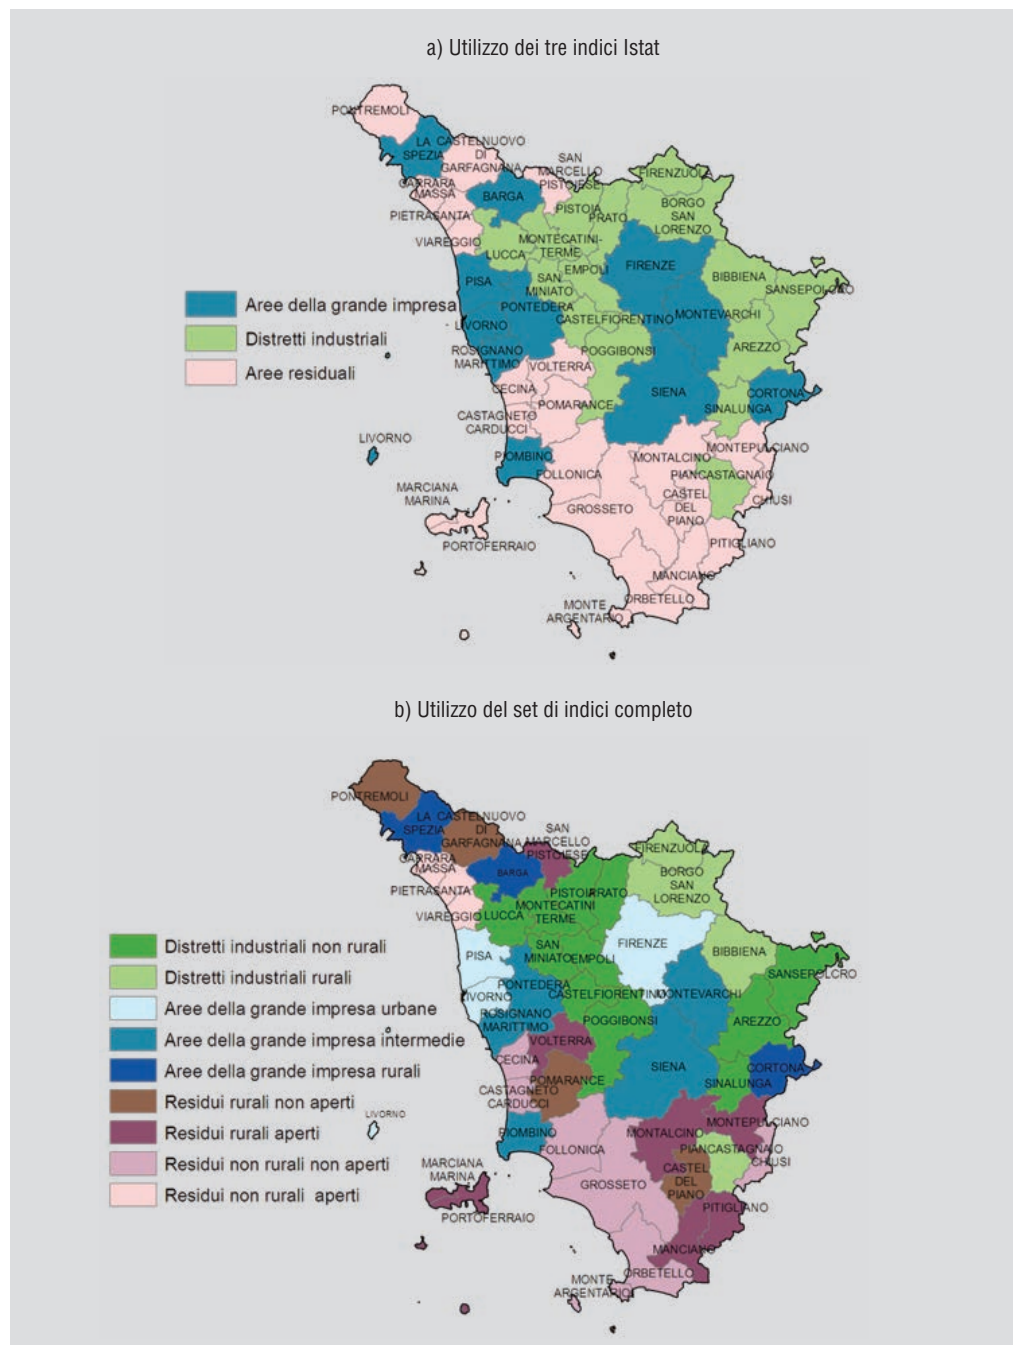 a) Utilizzo dei tre indici Istat
PONTREMOLI
LA
SPEZIA
CASTELNUOVO
DI
GARFAGNANA
SAN
MARCELLO
PISTOIESE
FIRENZUOLA
CARRARA
MASSA
BARGA
BORGO
SAN
LORENZO
PIETRASANTA
PISTOIA
PRATO
VIAREGGIO
LUCCA
MONTECATINI-
TERME
FIRENZE
EMPOLI
BIBBIENA
PISA
SAN
MINIATO
SANSEPOLCRO
Aree della grande impresa
PONTEDERA
CASTELFIORENTINO
MONTEVARCHI
LIVORNO
Distretti industriali
ROSIGNANO
MARITTIMO
POGGIBONSI
AREZZO
Aree residuali
VOLTERRA
CECINA
SIENA
CORTONA
POMARANCE
SINALUNGA
CASTAGNETO
CARDUCCI
LIVORNO
PIOMBINO
MONTALCINO
MONTEPULCIANO
FOLLONICA
PIANCASTAGNAIO
MARCIANA
MARINA
CASTEL
DEL
PIANO
CHIUSI
GROSSETO
PORTOFERRAIO
PITIGLIANO
MANCIANO
ORBETELLO
MONTE
ARGENTARIO
b) Utilizzo del set di indici completo
PONTREMOLI
LA
SPEZIA
CASTELNUOVO
DI
GARFAGNANA
SAN
MARCELLO
PISTOIESE
FIRENZUOLA
CARRARA
MASSA
BARGA
BORGO
SAN
LORENZO
PIETRASANTA
PISTOIA
PRATO
VIAREGGIO
LUCCA
MONTECATINI
TERME
FIRENZE
Distretti industriali non rurali
PISA
SAN
MINIATO
EMPOLI
BIBBIENA
Distretti industriali rurali
SANSEPOLCRO
PONTEDERA
LIVORNO
CASTELFIORENTINO
MONTEVARCHI
Aree della grande impresa urbane
ROSIGNANO
MARITTIMO
POGGIBONSI
AREZZO
Aree della grande impresa intermedie
VOLTERRA
CECINA
SIENA
CORTONA
Aree della grande impresa rurali
POMARANCE
SINALUNGA
CASTAGNETO
CARDUCCI
Residui rurali non aperti
LIVORNO
Residui rurali aperti
PIOMBINO
MONTALCINO
MONTEPULCIANO
FOLLONICA
PIANCASTAGNAIO
Residui non rurali non aperti
MARCIANA
MARINA
CASTEL
DEL
PIANO
CHIUSI
GROSSETO
Residui non rurali aperti
PORTOFERRAIO
PITIGLIANO
MANCIANO
ORBETELLO
MONTE
ARGENTARIO